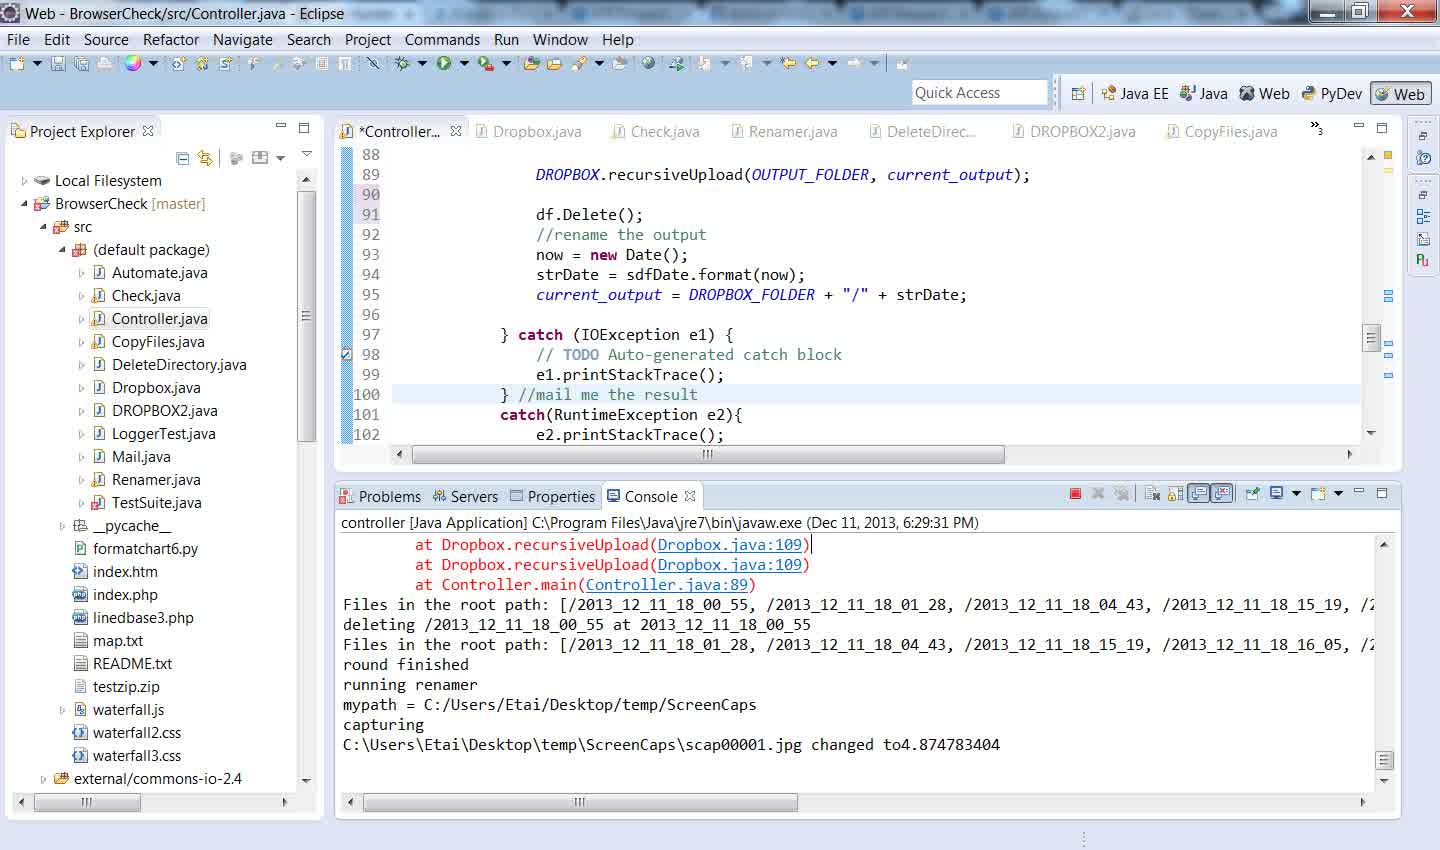 Web - BrowserCheck/src/Controller.java - Eclipse
File Edit Source Refactor Navigate Search Project Commands Run Window Help
Quick Access
Java EE Java Web PyDev Web
Project Explorer
Local Filesystem
BrowserCheck [master]
src
(default package)
Automate.java
Check.java
Controller.java
CopyFiles.java
DeleteDirectory.java
Dropbox.java
DROPBOX2.java
LoggerTest.java
Mail.java
Renamer.java
TestSuite.java
__pycache__
formatchart6.py
index.htm
index.php
linedbase3.php
map.txt
README.txt
testzip.zip
waterfall.js
waterfall2.css
waterfall3.css
external/commons-io-2.4
*Controller... Dropbox.java Check.java Renamer.java DeleteDirec... DROPBOX2.java CopyFiles.java »3
88
89 DROPBOX.recursiveUpload(OUTPUT_FOLDER, current_output);
90
91 df.Delete();
92 //rename the output
93 now = new Date();
94 strDate = sdfDate.format(now);
95 current_output = DROPBOX_FOLDER + "/" + strDate;
96
97 } catch (IOException e1) {
98 // TODO Auto-generated catch block
99 e1.printStackTrace();
100 } //mail me the result
101 catch(RuntimeException e2){
102 e2.printStackTrace();
Problems Servers Properties Console
controller [Java Application] C:\Program Files\Java\jre7\bin\javaw.exe (Dec 11, 2013, 6:29:31 PM)
at Dropbox.recursiveUpload(Dropbox.java:109)
at Dropbox.recursiveUpload(Dropbox.java:109)
at Controller.main(Controller.java:89)
Files in the root path: [/2013_12_11_18_00_55, /2013_12_11_18_01_28, /2013_12_11_18_04_43, /2013_12_11_18_15_19, /2
deleting /2013_12_11_18_00_55 at 2013_12_11_18_00_55
Files in the root path: [/2013_12_11_18_01_28, /2013_12_11_18_04_43, /2013_12_11_18_15_19, /2013_12_11_18_16_05, /2
round finished
running renamer
mypath = C:/Users/Etai/Desktop/temp/ScreenCaps
capturing
C:\Users\Etai\Desktop\temp\ScreenCaps\scap00001.jpg changed to4.874783404